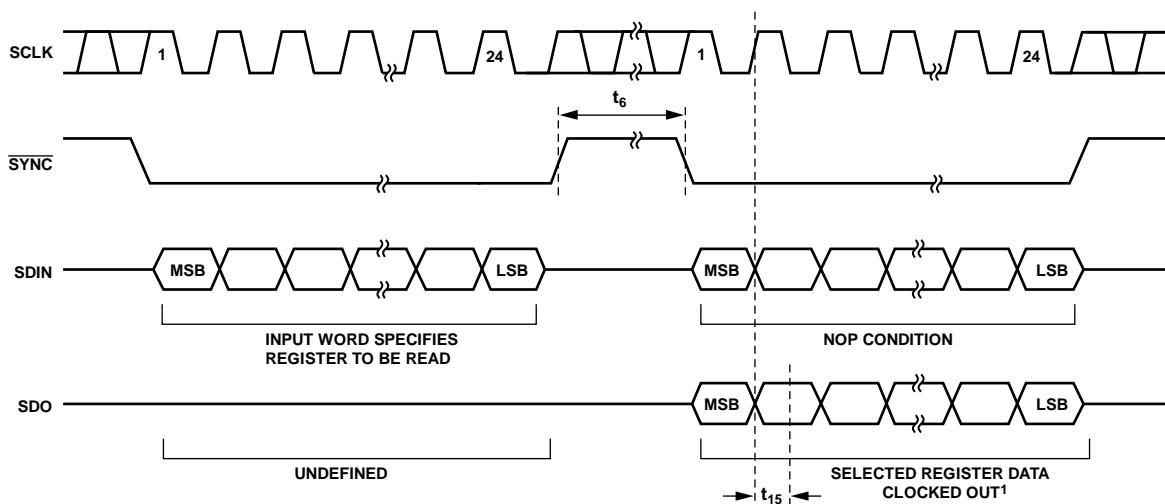 SCLK 1 24 1 24
t6
SYNC
SDIN MSB LSB MSB LSB
INPUT WORD SPECIFIES
REGISTER TO BE READ
NOP CONDITION
SDO MSB LSB
UNDEFINED
SELECTED REGISTER DATA
CLOCKED OUT1
t15